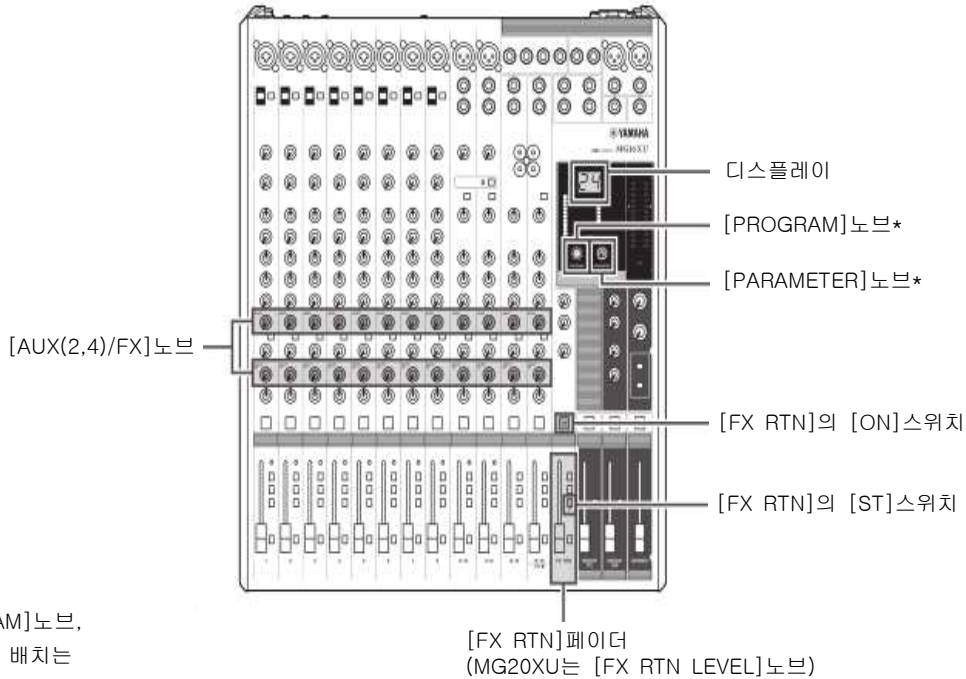 YAMAHA
MG16XU
디스플레이
[PROGRAM]노브*
[PARAMETER]노브*
[AUX(2,4)/FX]노브
[FX RTN]의 [ON]스위치
[FX RTN]의 [ST]스위치
AM]노브,
배치는
[FX RTN]페이더
(MG20XU는 [FX RTN LEVEL]노브)